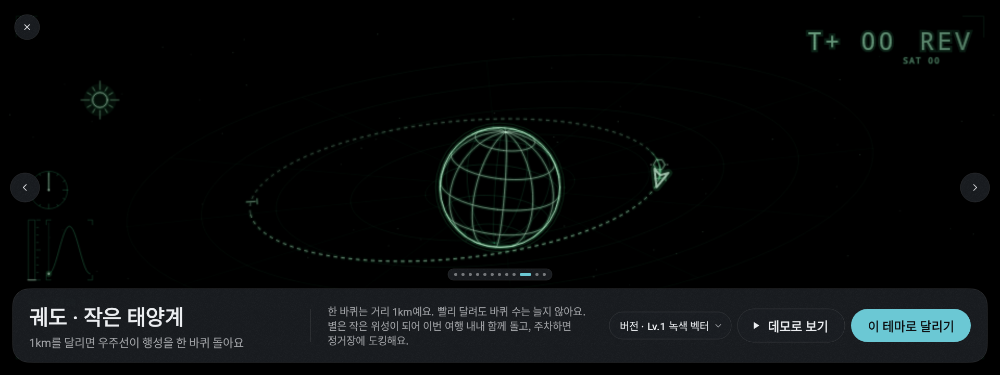 T+ 00 REV
SAT 00
궤도 · 작은 태양계
1km를 달리면 우주선이 행성을 한 바퀴 돌아요
한 바퀴는 거리 1km예요. 빨리 달려도 바퀴 수는 늘지 않아요.
별은 작은 위성이 되어 이번 여행 내내 함께 돌고, 주차하면
정거장에 도킹해요.
버전 · Lv.1 녹색 벡터
데모로 보기
이 테마로 달리기